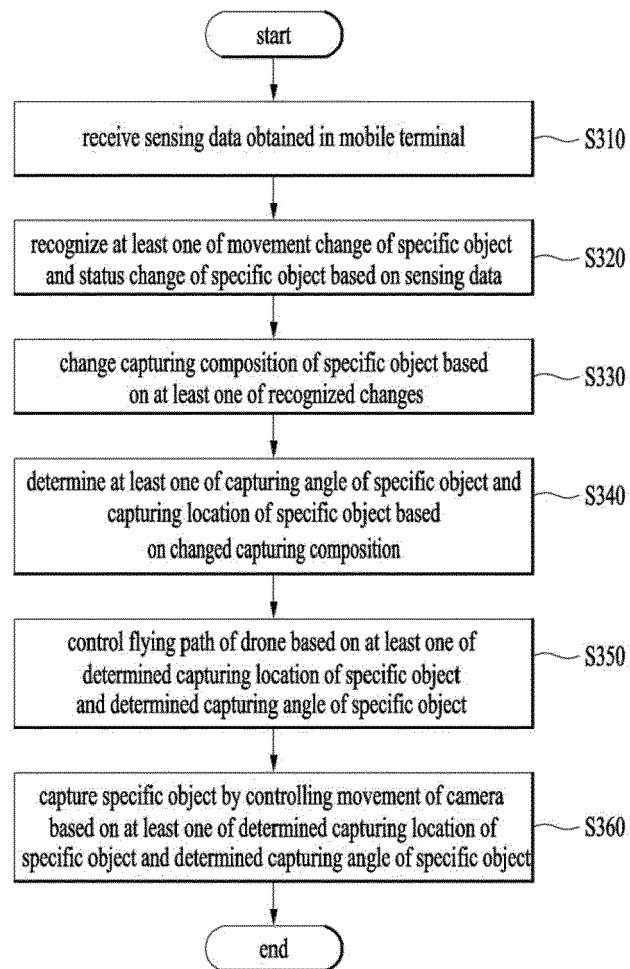 start
receive sensing data obtained in mobile terminal
S310
recognize at least one of movement change of specific object
and status change of specific object based on sensing data
S320
change capturing composition of specific object based
on at least one of recognized changes
S330
determine at least one of capturing angle of specific object and
capturing location of specific object based
on changed capturing composition
S340
control flying path of drone based on at least one of
determined capturing location of specific object
and determined capturing angle of specific object
S350
capture specific object by controlling movement of camera
based on at least one of determined capturing location of
specific object and determined capturing angle of specific object
S360
end